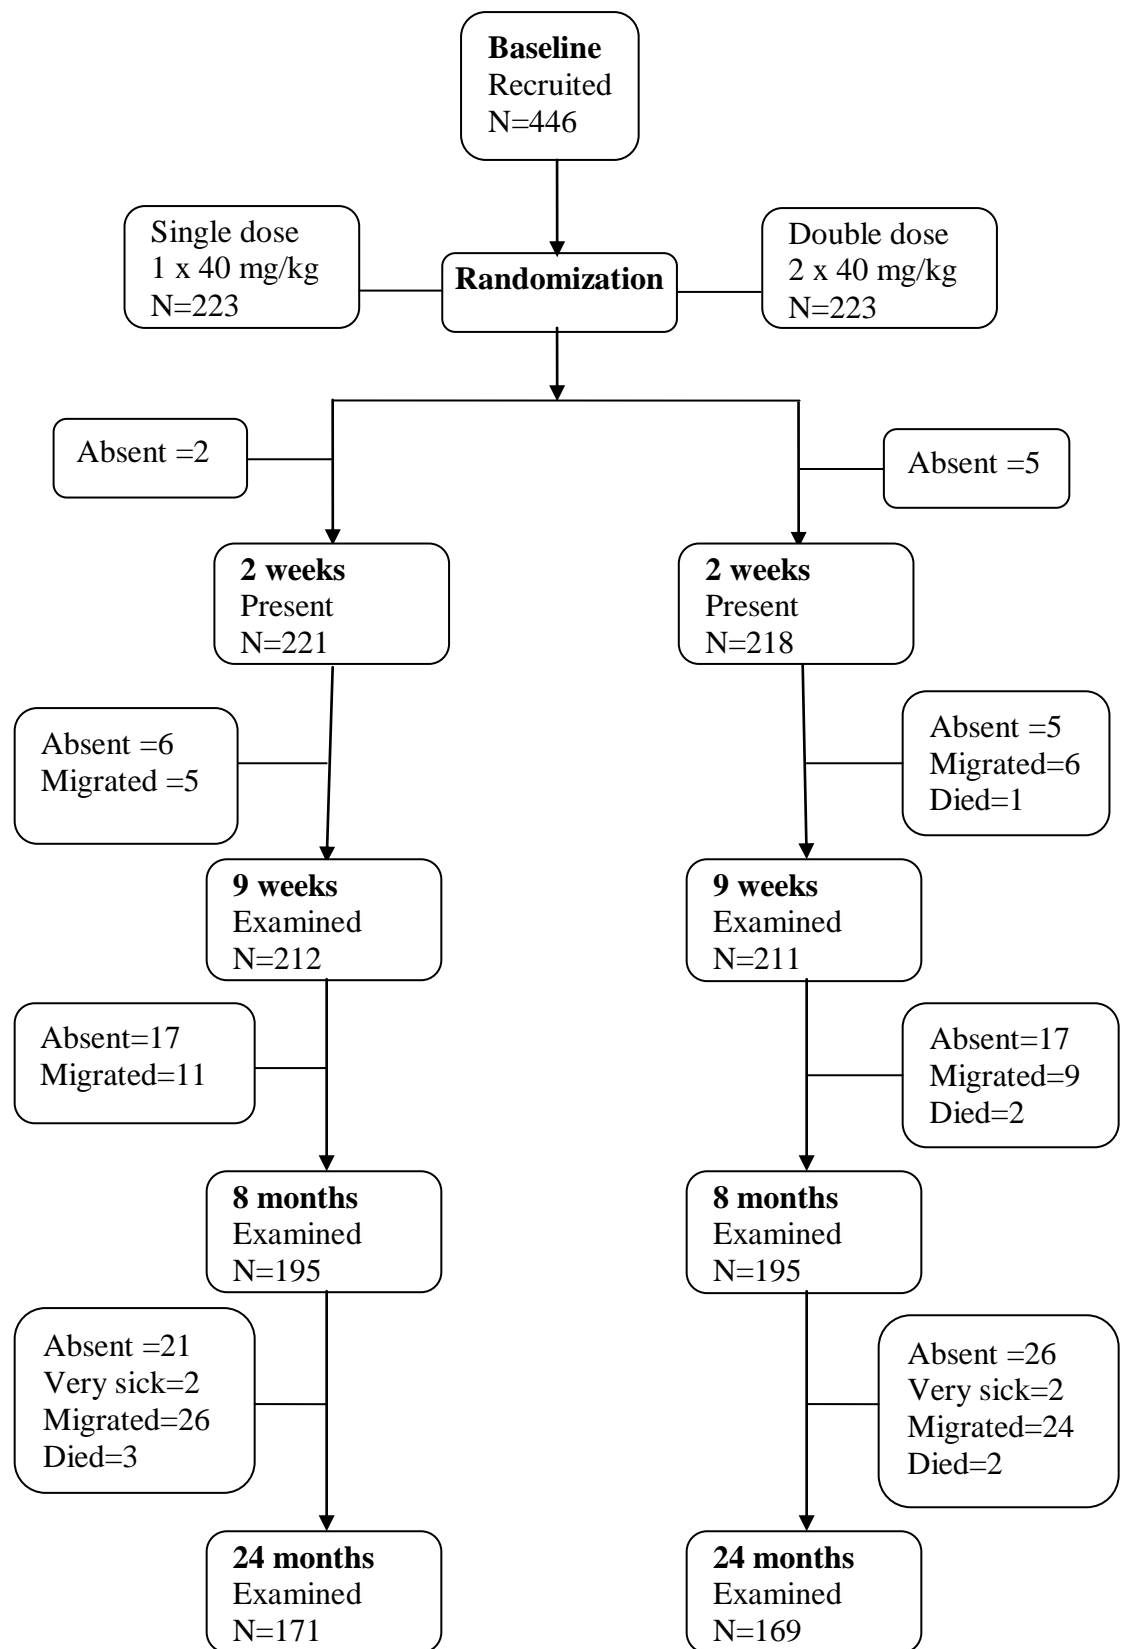 Baseline
Recruited
N=446
Single dose
1 x 40 mg/kg
N=223
Randomization
Double dose
2 x 40 mg/kg
N=223
Absent =2
Absent =5
2 weeks
Present
N=221
2 weeks
Present
N=218
Absent =6
Migrated =5
Absent =5
Migrated=6
Died=1
9 weeks
Examined
N=212
9 weeks
Examined
N=211
Absent=17
Migrated=11
Absent=17
Migrated=9
Died=2
8 months
Examined
N=195
8 months
Examined
N=195
Absent =21
Very sick=2
Migrated=26
Died=3
Absent =26
Very sick=2
Migrated=24
Died=2
24 months
Examined
N=171
24 months
Examined
N=169